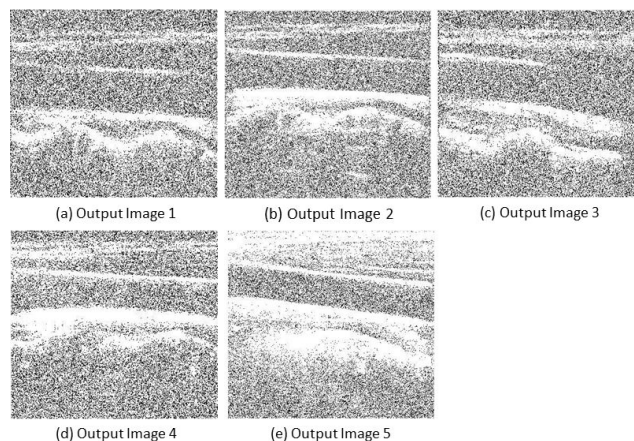 (a) Output Image 1
(b) Output Image 2
(c) Output Image 3
(d) Output Image 4
(e) Output Image 5